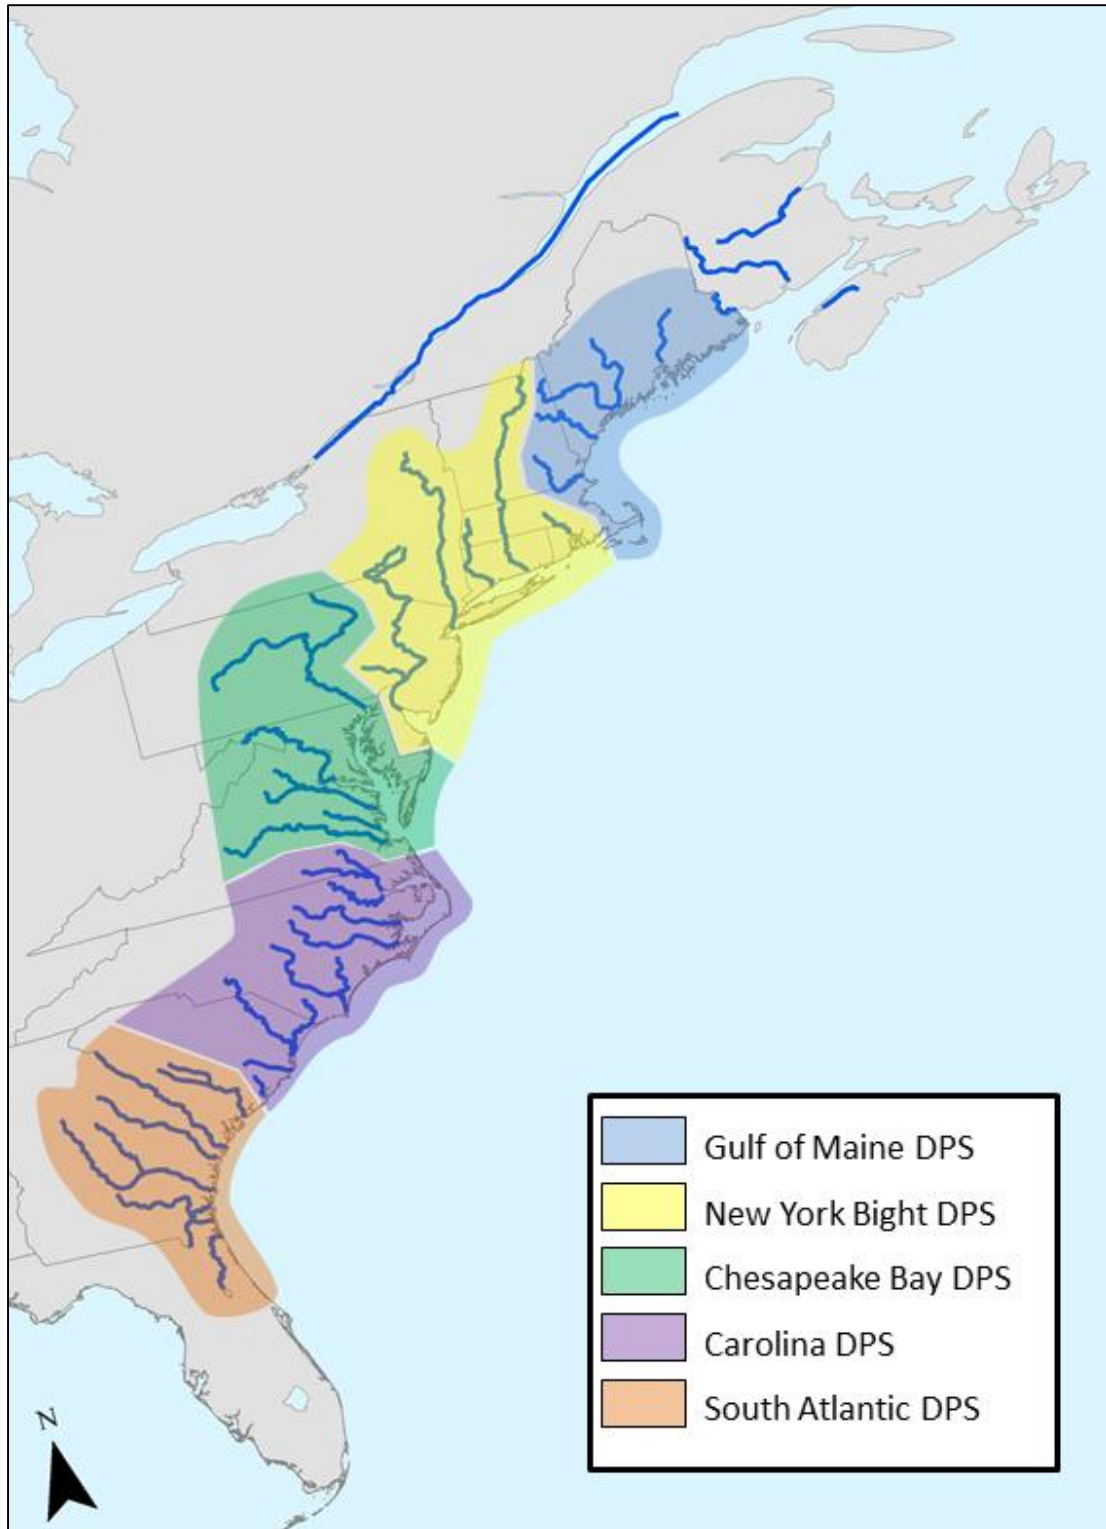 Gulf of Maine DPS
New York Bight DPS
Chesapeake Bay DPS
Carolina DPS
South Atlantic DPS
N